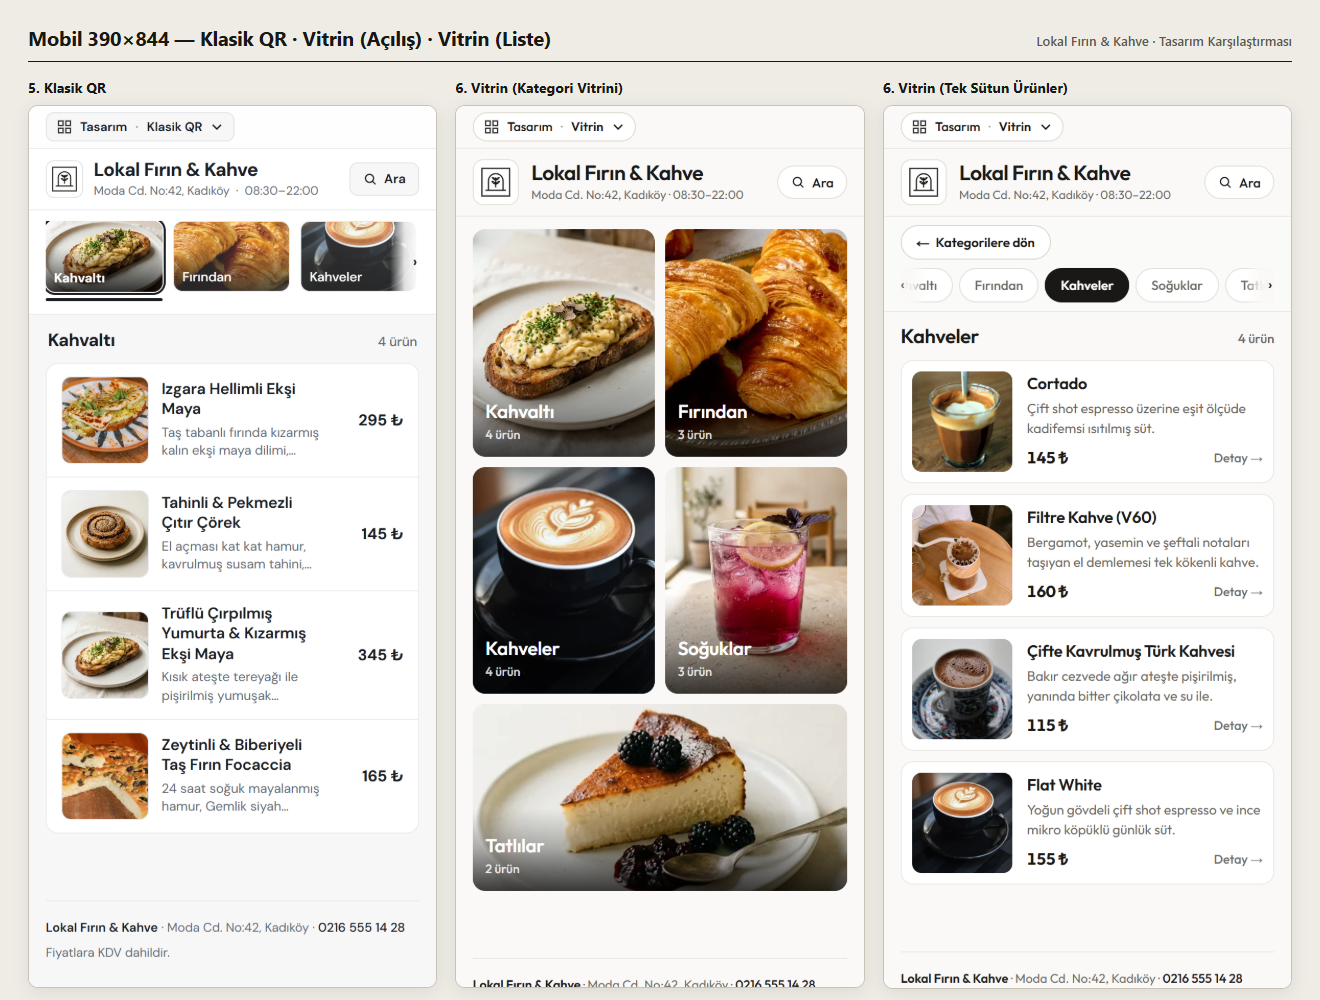 Mobil 390×844 — Klasik QR · Vitrin (Açılış) · Vitrin (Liste)
Lokal Fırın & Kahve · Tasarım Karşılaştırması
5. Klasik QR
Tasarım · Klasik QR
Lokal Fırın & Kahve
Moda Cd. No:42, Kadıköy · 08:30–22:00
Ara
Kahvaltı
Fırından
Kahveler
›
Kahvaltı
4 ürün
Izgara Hellimli Ekşi
Maya
Taş tabanlı fırında kızarmış
kalın ekşi maya dilimi,...
295 ₺
Tahinli & Pekmezli
Çıtır Çörek
El açması kat kat hamur,
kavrulmuş susam tahini,...
145 ₺
Trüflü Çırpılmış
Yumurta & Kızarmış
Ekşi Maya
Kısık ateşte tereyağı ile
pişirilmiş yumuşak...
345 ₺
Zeytinli & Biberiyeli
Taş Fırın Focaccia
24 saat soğuk mayalanmış
hamur, Gemlik siyah...
165 ₺
Lokal Fırın & Kahve · Moda Cd. No:42, Kadıköy · 0216 555 14 28
Fiyatlara KDV dahildir.
6. Vitrin (Kategori Vitrini)
Tasarım · Vitrin
Lokal Fırın & Kahve
Moda Cd. No:42, Kadıköy · 08:30–22:00
Ara
Kahvaltı
4 ürün
Fırından
3 ürün
Kahveler
4 ürün
Soğuklar
3 ürün
Tatlılar
2 ürün
Lokal Fırın & Kahve · Moda Cd. No:42, Kadıköy · 0216 555 14 28
6. Vitrin (Tek Sütun Ürünler)
Tasarım · Vitrin
Lokal Fırın & Kahve
Moda Cd. No:42, Kadıköy · 08:30–22:00
Ara
← Kategorilere dön
‹ valtı Fırından Kahveler Soğuklar Tatl ›
Kahveler
4 ürün
Cortado
Çift shot espresso üzerine eşit ölçüde
kadifemsi ısıtılmış süt.
145 ₺
Detay →
Filtre Kahve (V60)
Bergamot, yasemin ve şeftali notaları
taşıyan el demlemesi tek kökenli kahve.
160 ₺
Detay →
Çifte Kavrulmuş Türk Kahvesi
Bakır cezvede ağır ateşte pişirilmiş,
yanında bitter çikolata ve su ile.
115 ₺
Detay →
Flat White
Yoğun gövdeli çift shot espresso ve ince
mikro köpüklü günlük süt.
155 ₺
Detay →
Lokal Fırın & Kahve · Moda Cd. No:42, Kadıköy · 0216 555 14 28